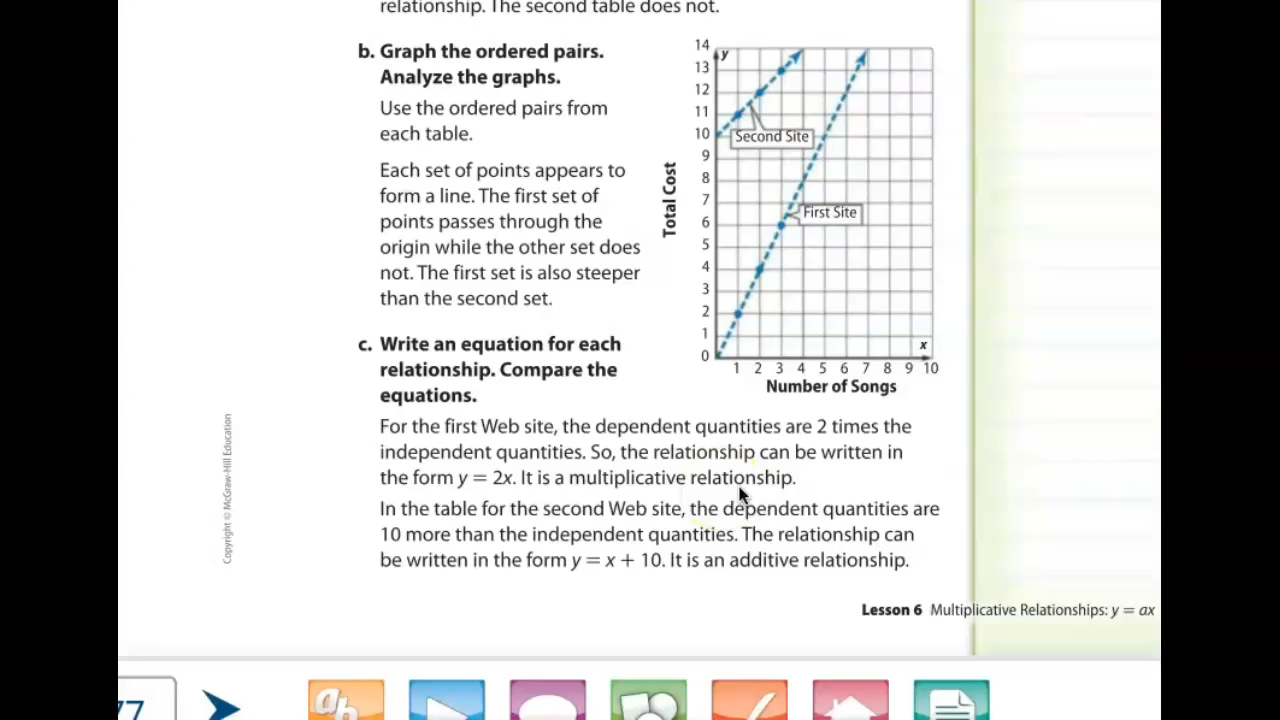 relationship. The second table does not.
b. Graph the ordered pairs.
Analyze the graphs.
Use the ordered pairs from
each table.
Each set of points appears to
form a line. The first set of
points passes through the
origin while the other set does
not. The first set is also steeper
than the second set.
14
13
12
11
10
9
8
7
6
5
4
3
2
1
0
y
Second Site
First Site
Total Cost
x
1 2 3 4 5 6 7 8 9 10
Number of Songs
c. Write an equation for each
relationship. Compare the
equations.
For the first Web site, the dependent quantities are 2 times the
independent quantities. So, the relationship can be written in
the form y = 2x. It is a multiplicative relationship.
In the table for the second Web site, the dependent quantities are
10 more than the independent quantities. The relationship can
be written in the form y = x + 10. It is an additive relationship.
Copyright © McGraw-Hill Education
Lesson 6 Multiplicative Relationships: y = ax
77